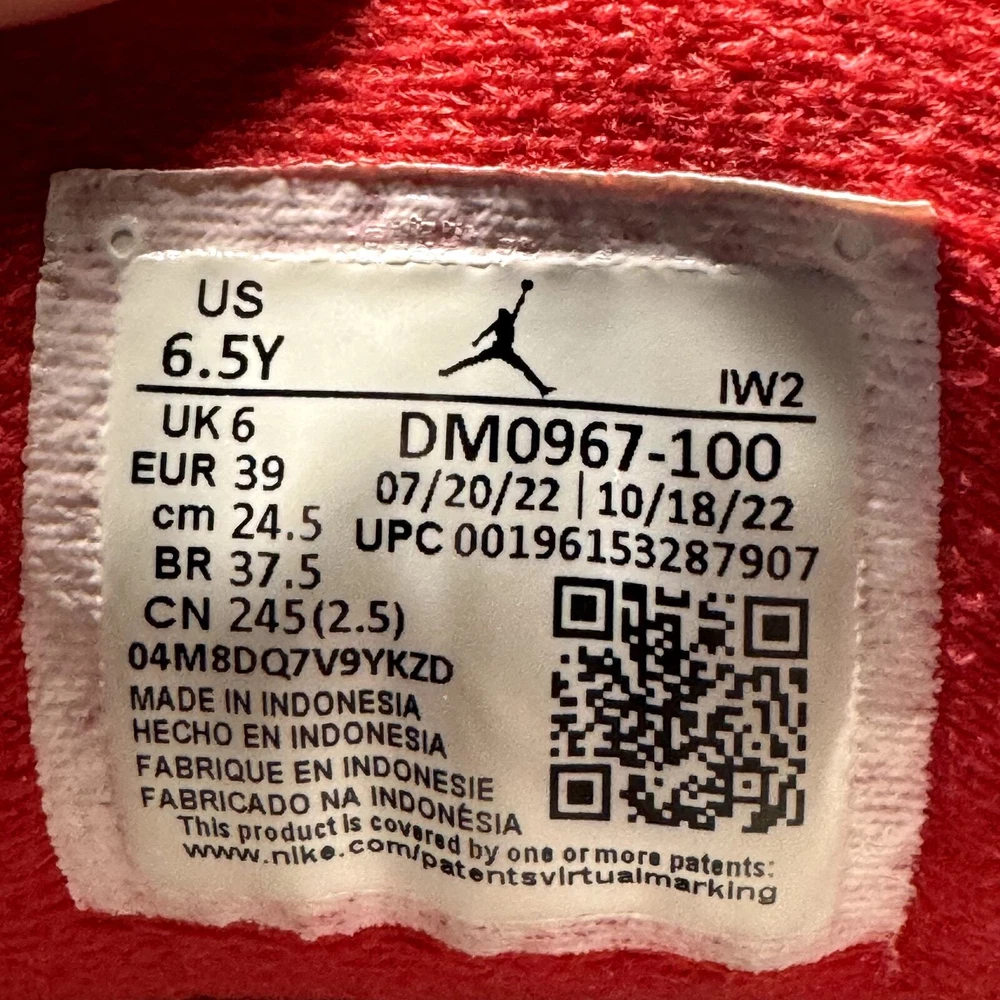 US
6.5Y
IW2
UK 6
EUR 39
cm 24.5
BR 37.5
CN 245(2.5)
DM0967-100
07/20/22 | 10/18/22
UPC 00196153287907
04M8DQ7V9YKZD
MADE IN INDONESIA
HECHO EN INDONESIA
FABRIQUE EN INDONESIE
FABRICADO NA INDONÉSIA
This product is covered by one or more patents:
www.nike.com/patentsvirtualmarking